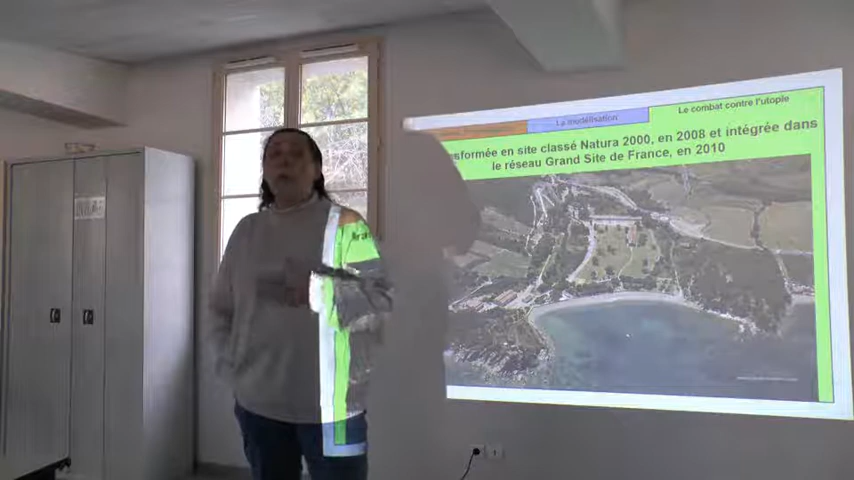 La modélisation
Le combat contre l'utopie
formée en site classé Natura 2000, en 2008 et intégrée dans
le réseau Grand Site de France, en 2010